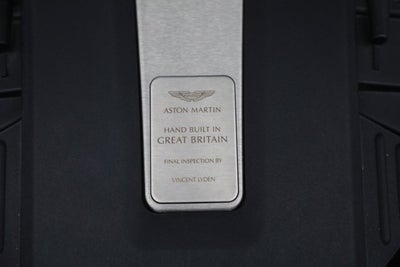 ASTON MARTIN
HAND BUILT IN
GREAT BRITAIN
FINAL INSPECTION BY
VINCENT LYDEN